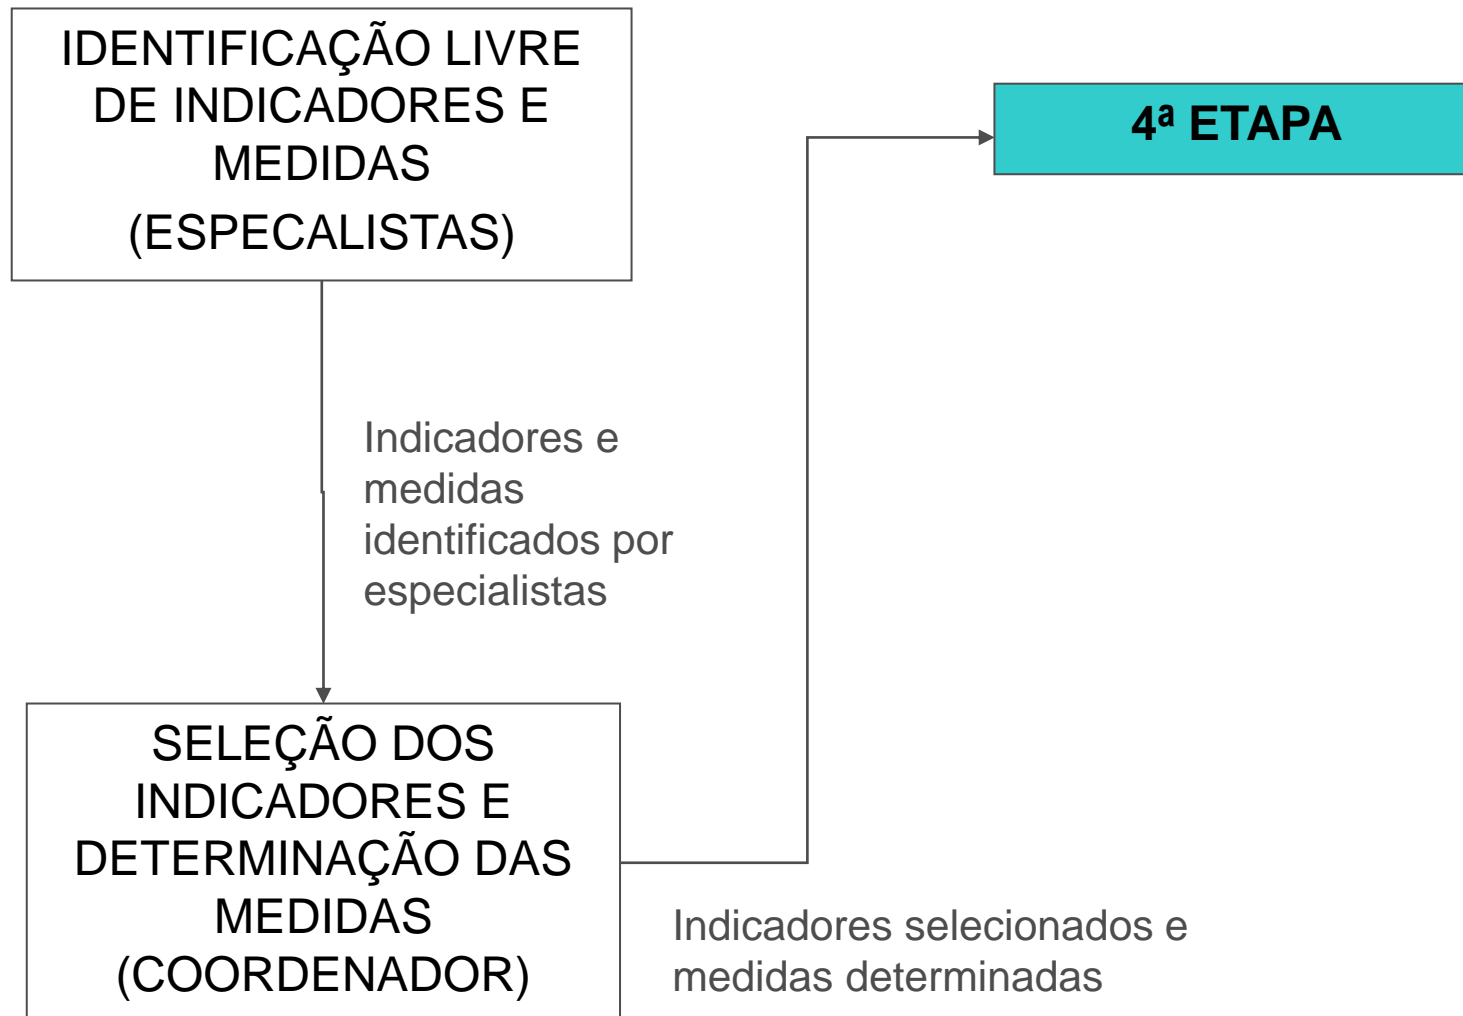 IDENTIFICAÇÃO LIVRE
DE INDICADORES E
MEDIDAS
(ESPECALISTAS)
4ª ETAPA
Indicadores e
medidas
identificados por
especialistas
SELEÇÃO DOS
INDICADORES E
DETERMINAÇÃO DAS
MEDIDAS
(COORDENADOR)
Indicadores selecionados e
medidas determinadas